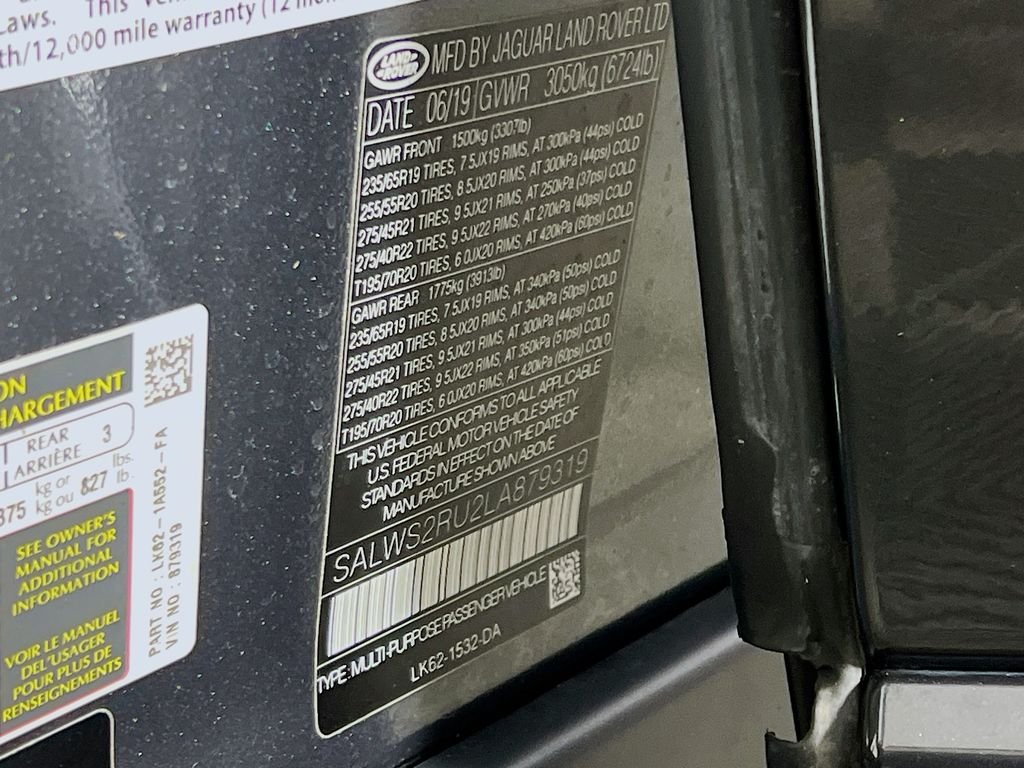 Laws. This
th/12,000 mile warranty (12
LAND ROVER
MFD BY JAGUAR LAND ROVER LTD
DATE 06/19 GVWR 3050kg (6724lb)
GAWR FRONT 1500kg (3307lb)
235/65R19 TIRES, 7.5JX19 RIMS, AT 300kPa (44psi) COLD
255/55R20 TIRES, 8.5JX20 RIMS, AT 300kPa (44psi) COLD
275/45R21 TIRES, 9.5JX21 RIMS, AT 250kPa (37psi) COLD
275/40R22 TIRES, 9.5JX22 RIMS, AT 270kPa (40psi) COLD
T195/70R20 TIRES, 6.0JX20 RIMS, AT 420kPa (60psi) COLD
GAWR REAR 1775kg (3913lb)
235/65R19 TIRES, 7.5JX19 RIMS, AT 340kPa (50psi) COLD
255/55R20 TIRES, 8.5JX20 RIMS, AT 340kPa (50psi) COLD
275/45R21 TIRES, 9.5JX21 RIMS, AT 300kPa (44psi) COLD
275/40R22 TIRES, 9.5JX22 RIMS, AT 350kPa (51psi) COLD
T195/70R20 TIRES, 6.0JX20 RIMS, AT 420kPa (60psi) COLD
THIS VEHICLE CONFORMS TO ALL APPLICABLE
U.S. FEDERAL MOTOR VEHICLE SAFETY
STANDARDS IN EFFECT ON THE DATE OF
MANUFACTURE SHOWN ABOVE
SALWS2RU2LA879319
TYPE: MULTI-PURPOSE PASSENGER VEHICLE
LK62-1532-DA
ON
HARGEMENT
REAR 3
ARRIÈRE
375 kg or 827 lbs.
kg ou lb.
SEE OWNER'S
MANUAL FOR
ADDITIONAL
INFORMATION
VOIR LE MANUEL
DEL'USAGER
POUR PLUS DE
RENSEIGNEMENTS
PART NO : LK62-1A552-FA
VIN NO : 879319